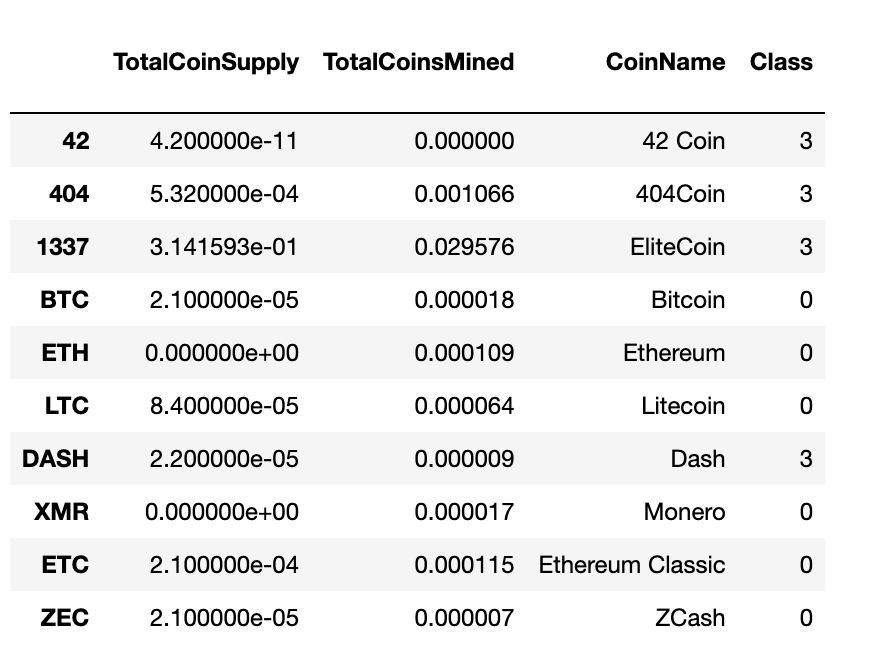 TotalCoinSupply TotalCoinsMined CoinName Class
42 4.200000e-11 0.000000 42 Coin 3
404 5.320000e-04 0.001066 404Coin 3
1337 3.141593e-01 0.029576 EliteCoin 3
BTC 2.100000e-05 0.000018 Bitcoin 0
ETH 0.000000e+00 0.000109 Ethereum 0
LTC 8.400000e-05 0.000064 Litecoin 0
DASH 2.200000e-05 0.000009 Dash 3
XMR 0.000000e+00 0.000017 Monero 0
ETC 2.100000e-04 0.000115 Ethereum Classic 0
ZEC 2.100000e-05 0.000007 ZCash 0